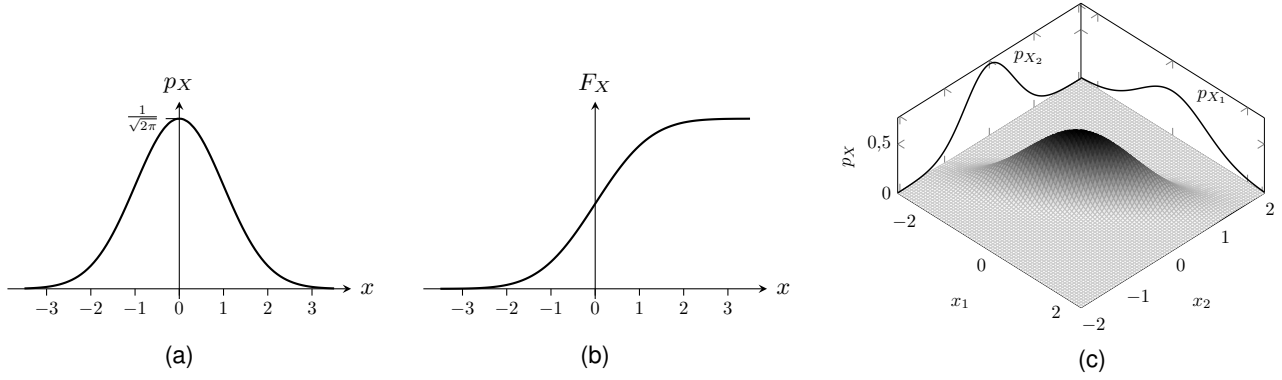 p_X
1/√2π
−3 −2 −1 0 1 2 3
x
(a)
F_X
−3 −2 −1 0 1 2 3
x
(b)
p_{X_2}
p_{X_1}
p_X
0,5
0
−2
0
2
x_1
−2
−1
0
1
2
x_2
(c)